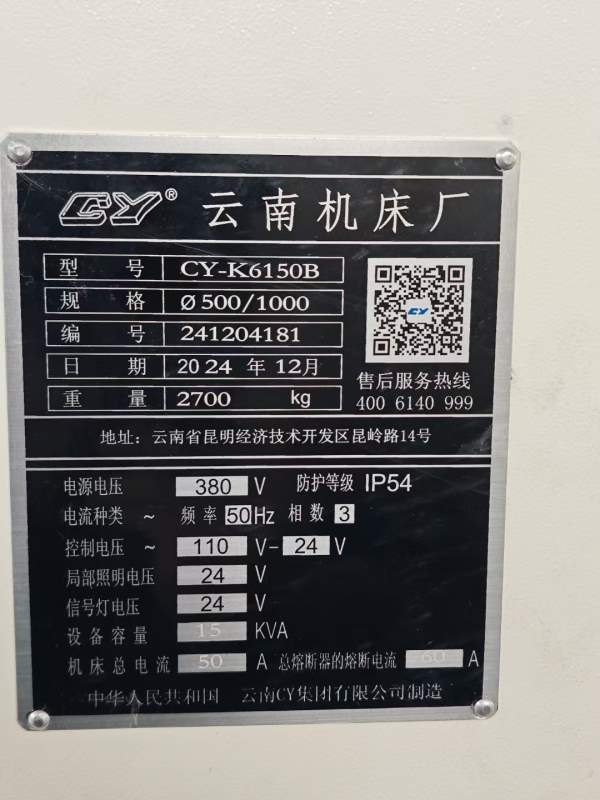 CY® 云南机床厂
型号 CY-K6150B
规格 Ø500/1000
编号 241204181
日期 2024年12月
重量 2700 kg
CY
售后服务热线
400 6140 999
地址：云南省昆明经济技术开发区昆岭路14号
电源电压 380 V 防护等级 IP54
电流种类 ~ 频率 50 Hz 相数 3
控制电压 ~ 110 V- 24 V
局部照明电压 24 V
信号灯电压 24 V
设备容量 15 KVA
机床总电流 50 A 总熔断器的熔断电流 60 A
中华人民共和国 云南CY集团有限公司制造